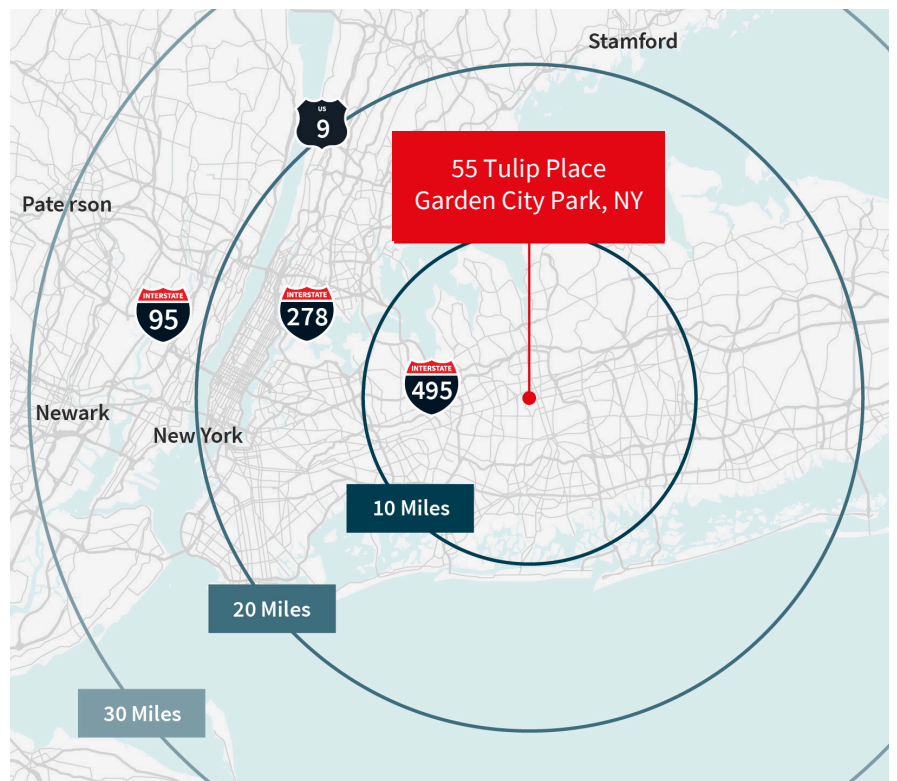 Stamford
US
9
55 Tulip Place
Garden City Park, NY
Paterson
INTERSTATE
95
INTERSTATE
278
INTERSTATE
495
Newark
New York
10 Miles
20 Miles
30 Miles